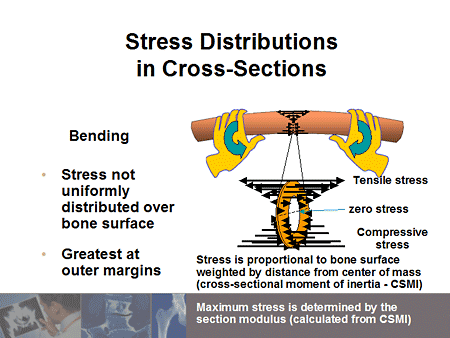 Stress Distributions
in Cross-Sections
Bending
• Stress not
uniformly
distributed over
bone surface
• Greatest at
outer margins
Tensile stress
zero stress
Compressive
stress
Stress is proportional to bone surface
weighted by distance from center of mass
(cross-sectional moment of inertia - CSMI)
Maximum stress is determined by the
section modulus (calculated from CSMI)